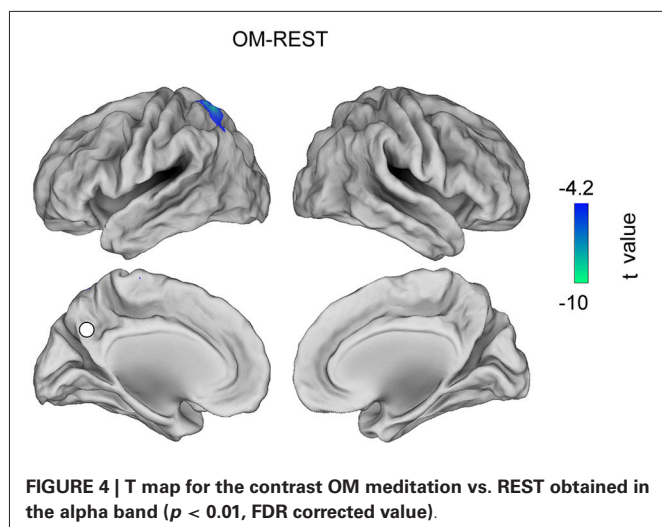 OM-REST
-4.2
t value
-10
FIGURE 4 | T map for the contrast OM meditation vs. REST obtained in
the alpha band (p < 0.01, FDR corrected value).